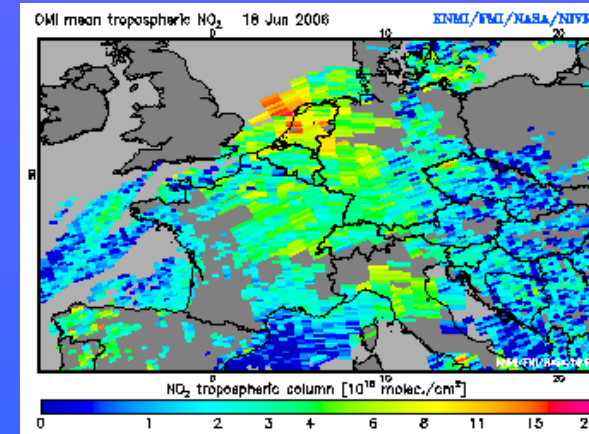 OMI mean tropospheric NO₂ 18 Jun 2006 KNMI/FMI/NASA/NIVR
0 10 20
0 10 20
NO₂ tropospheric column [10¹⁵ molec./cm²]
0 1 2 3 4 6 8 11 15